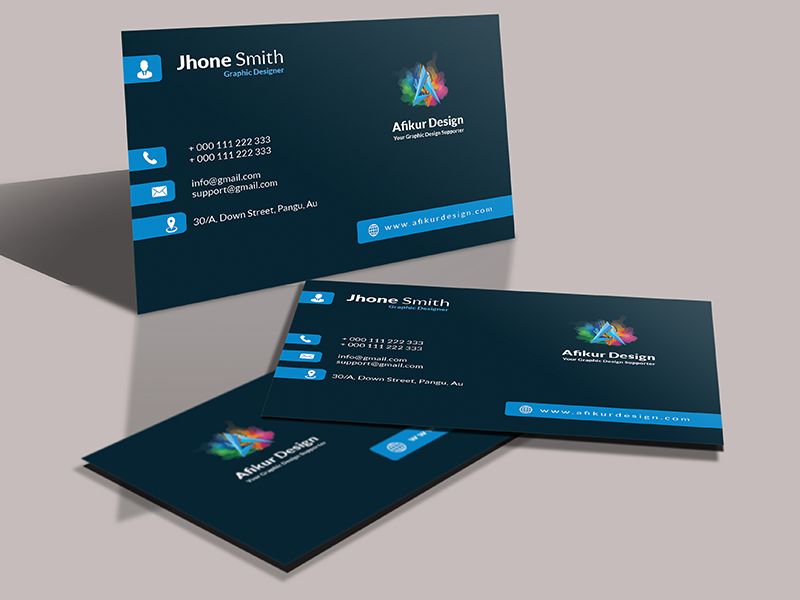 Jhone Smith
Graphic Designer
Afikur Design
Your Graphic Design Supporter
+ 000 111 222 333
+ 000 111 222 333
info@gmail.com
support@gmail.com
30/A, Down Street, Pangu, Au
www.afikurdesign.com
Jhone Smith
Graphic Designer
Afikur Design
Your Graphic Design Supporter
+ 000 111 222 333
+ 000 111 222 333
info@gmail.com
support@gmail.com
30/A, Down Street, Pangu, Au
www.afikurdesign.com
Afikur Design
Your Graphic Design Supporter